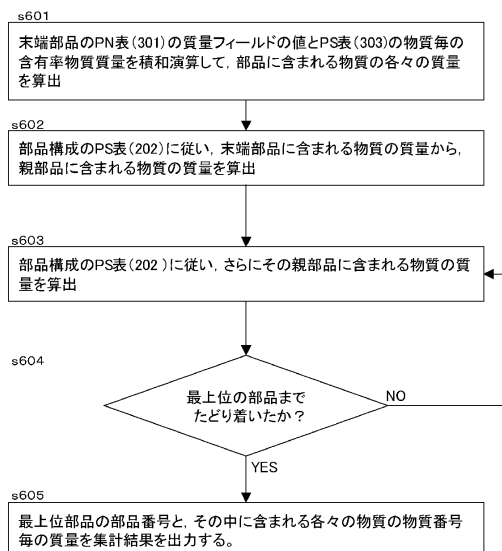 s601
末端部品のPN表(301)の質量フィールドの値とPS表(303)の物質毎の
含有率物質質量を積和演算して，部品に含まれる物質の各々の質量
を算出
s602
部品構成のPS表(202)に従い，末端部品に含まれる物質の質量から，
親部品に含まれる物質の質量を算出
s603
部品構成のPS表(202 )に従い，さらにその親部品に含まれる物質の質
量を算出
s604
最上位の部品まで
たどり着いたか？
NO
YES
s605
最上位部品の部品番号と，その中に含まれる各々の物質の物質番号
毎の質量を集計結果を出力する。